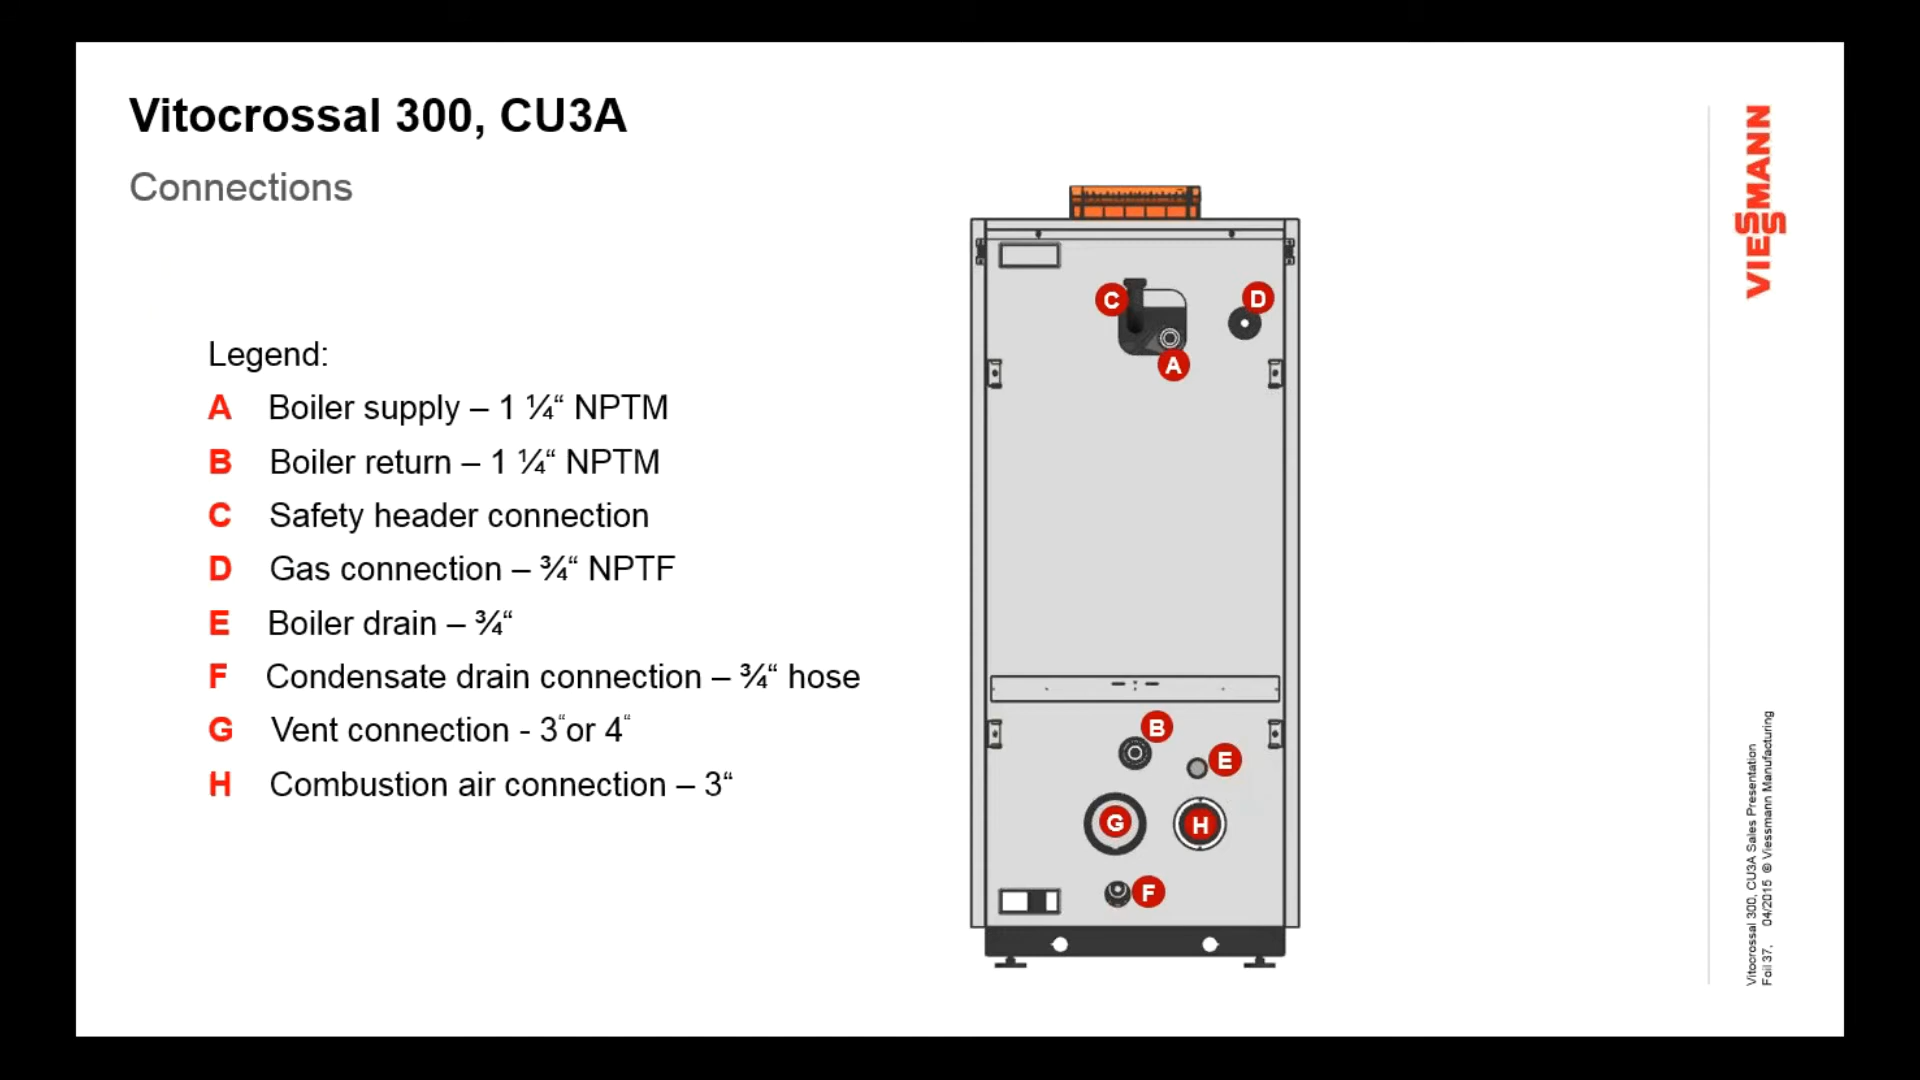 Vitocrossal 300, CU3A
Connections
Legend:
A Boiler supply – 1 ¼“ NPTM
B Boiler return – 1 ¼“ NPTM
C Safety header connection
D Gas connection – ¾“ NPTF
E Boiler drain – ¾“
F Condensate drain connection – ¾“ hose
G Vent connection - 3“or 4“
H Combustion air connection – 3“
C
D
A
B
E
G
H
F
VIESSMANN
Vitocrossal 300, CU3A Sales Presentation
Foil 37. 04/2015 © Viessmann Manufacturing